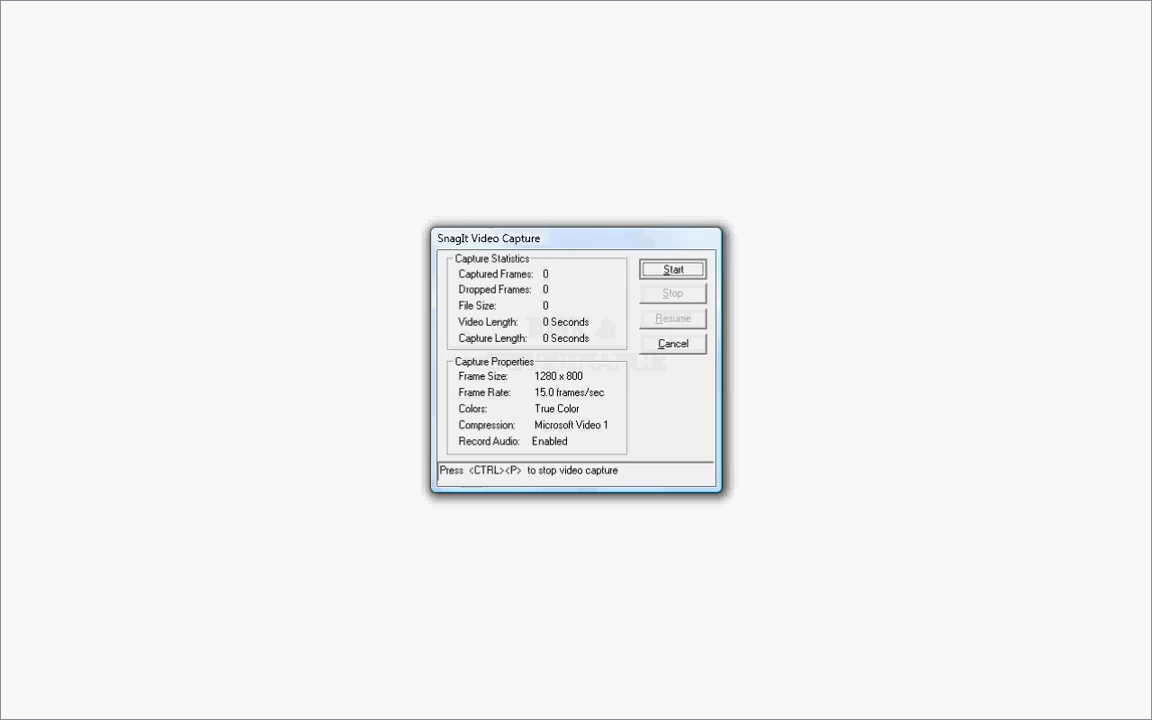 SnagIt Video Capture
Capture Statistics
Captured Frames: 0
Dropped Frames: 0
File Size: 0
Video Length: 0 Seconds
Capture Length: 0 Seconds
Start
Stop
Resume
Cancel
Capture Properties
Frame Size: 1280 x 800
Frame Rate: 15.0 frames/sec
Colors: True Color
Compression: Microsoft Video 1
Record Audio: Enabled
Press <CTRL><P> to stop video capture